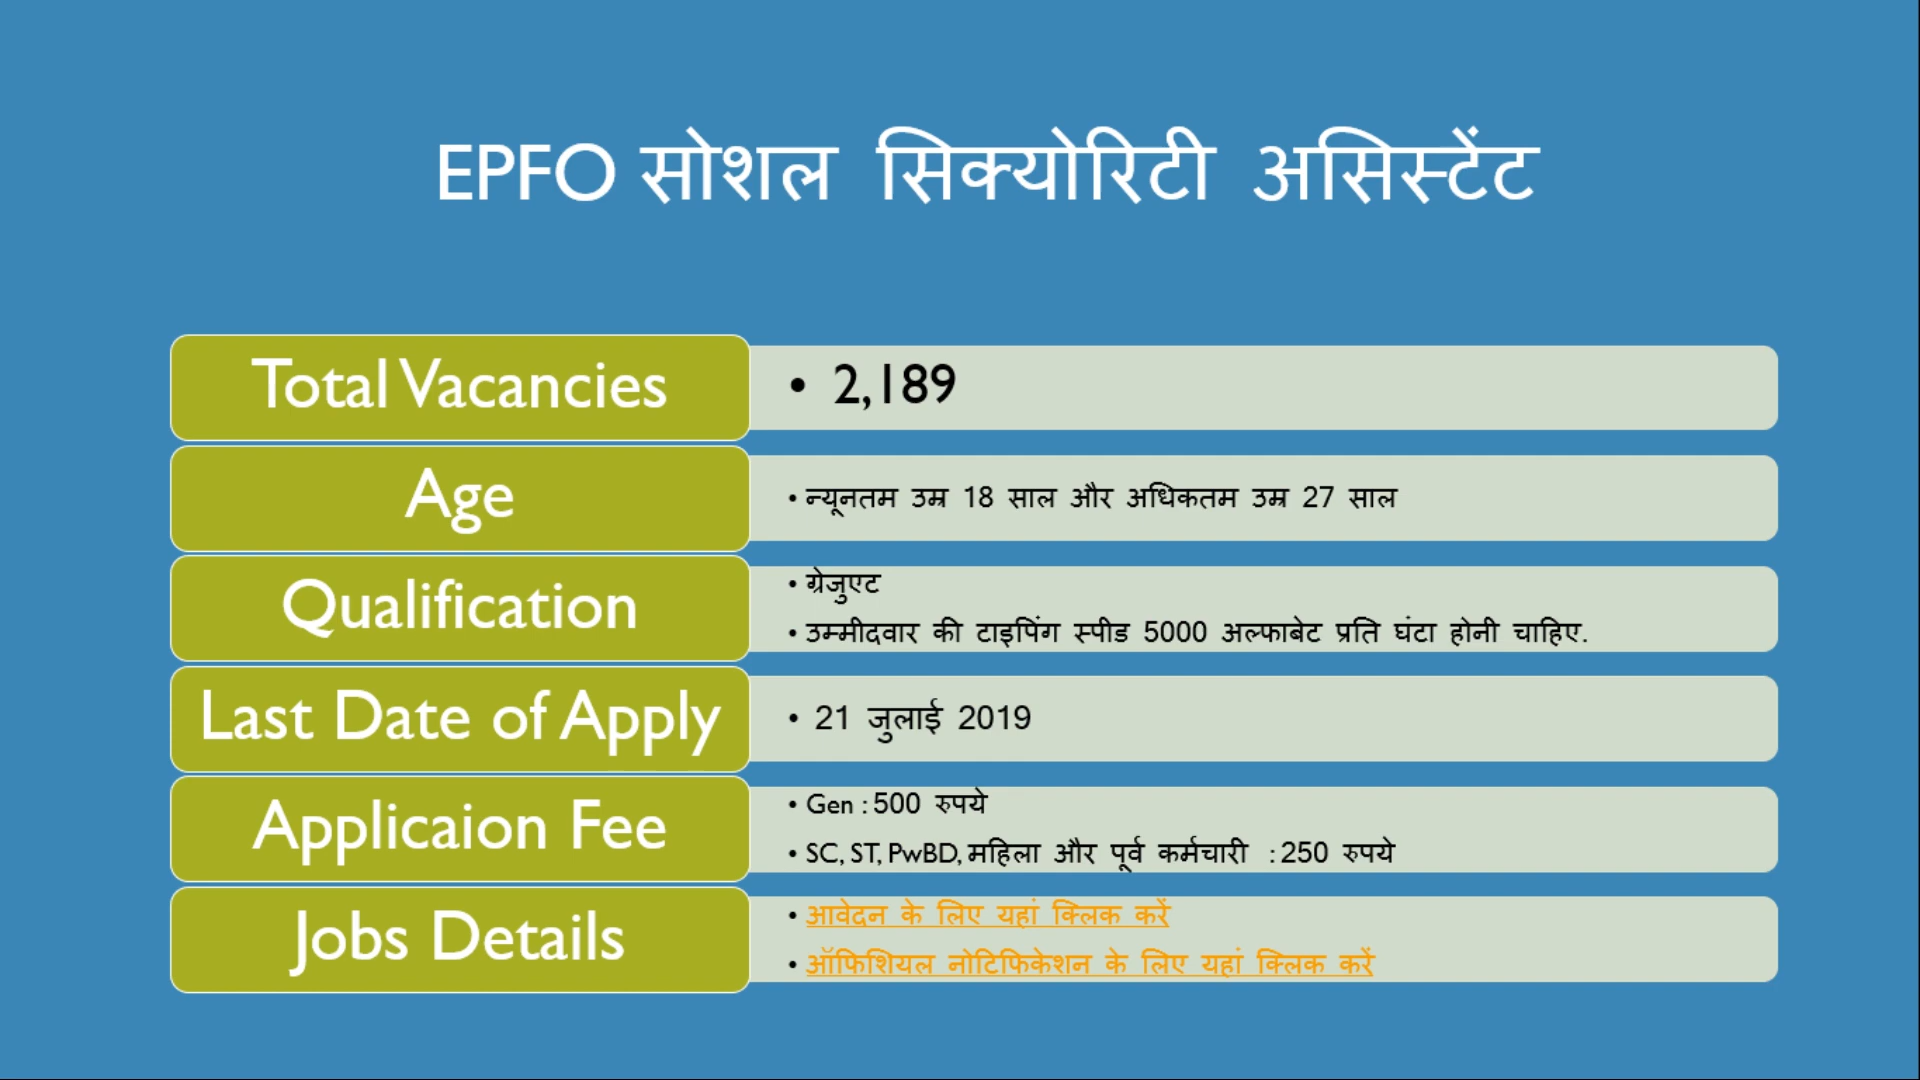 EPFO सोशल सिक्योरिटी असिस्टेंट
Total Vacancies
• 2,189
Age
• न्यूनतम उम्र 18 साल और अधिकतम उम्र 27 साल
Qualification
• ग्रेजुएट
• उम्मीदवार की टाइपिंग स्पीड 5000 अल्फाबेट प्रति घंटा होनी चाहिए.
Last Date of Apply
• 21 जुलाई 2019
Applicaion Fee
• Gen : 500 रुपये
• SC, ST, PwBD, महिला और पूर्व कर्मचारी : 250 रुपये
Jobs Details
• आवेदन के लिए यहां क्लिक करें
• ऑफिशियल नोटिफिकेशन के लिए यहां क्लिक करें